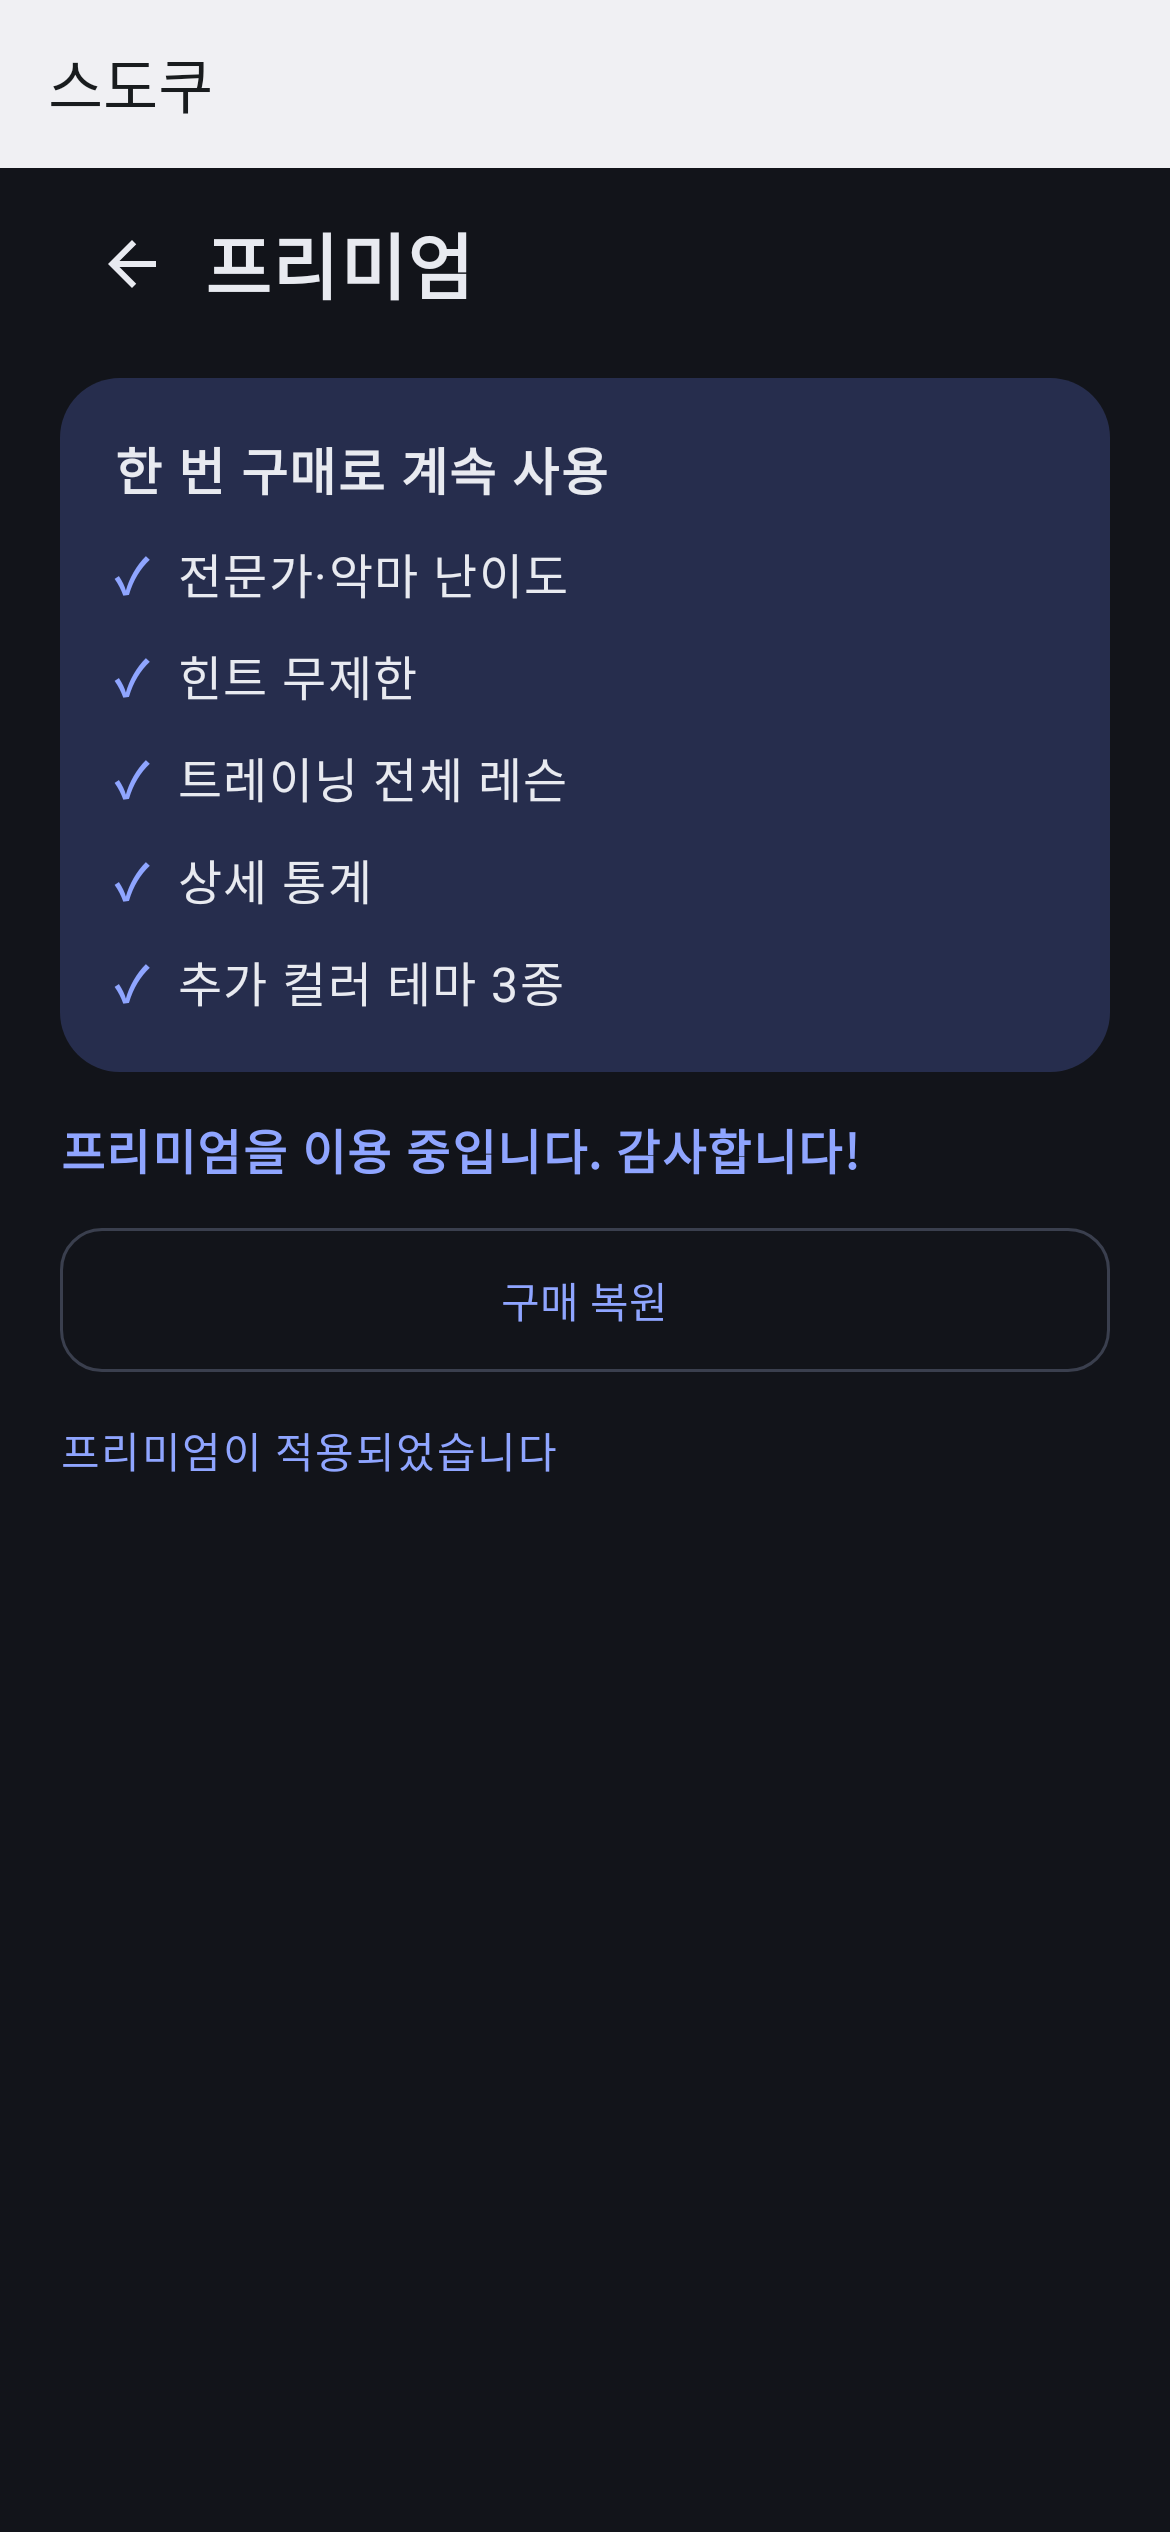 스도쿠
프리미엄
한 번 구매로 계속 사용
✓ 전문가·악마 난이도
✓ 힌트 무제한
✓ 트레이닝 전체 레슨
✓ 상세 통계
✓ 추가 컬러 테마 3종
프리미엄을 이용 중입니다. 감사합니다!
구매 복원
프리미엄이 적용되었습니다